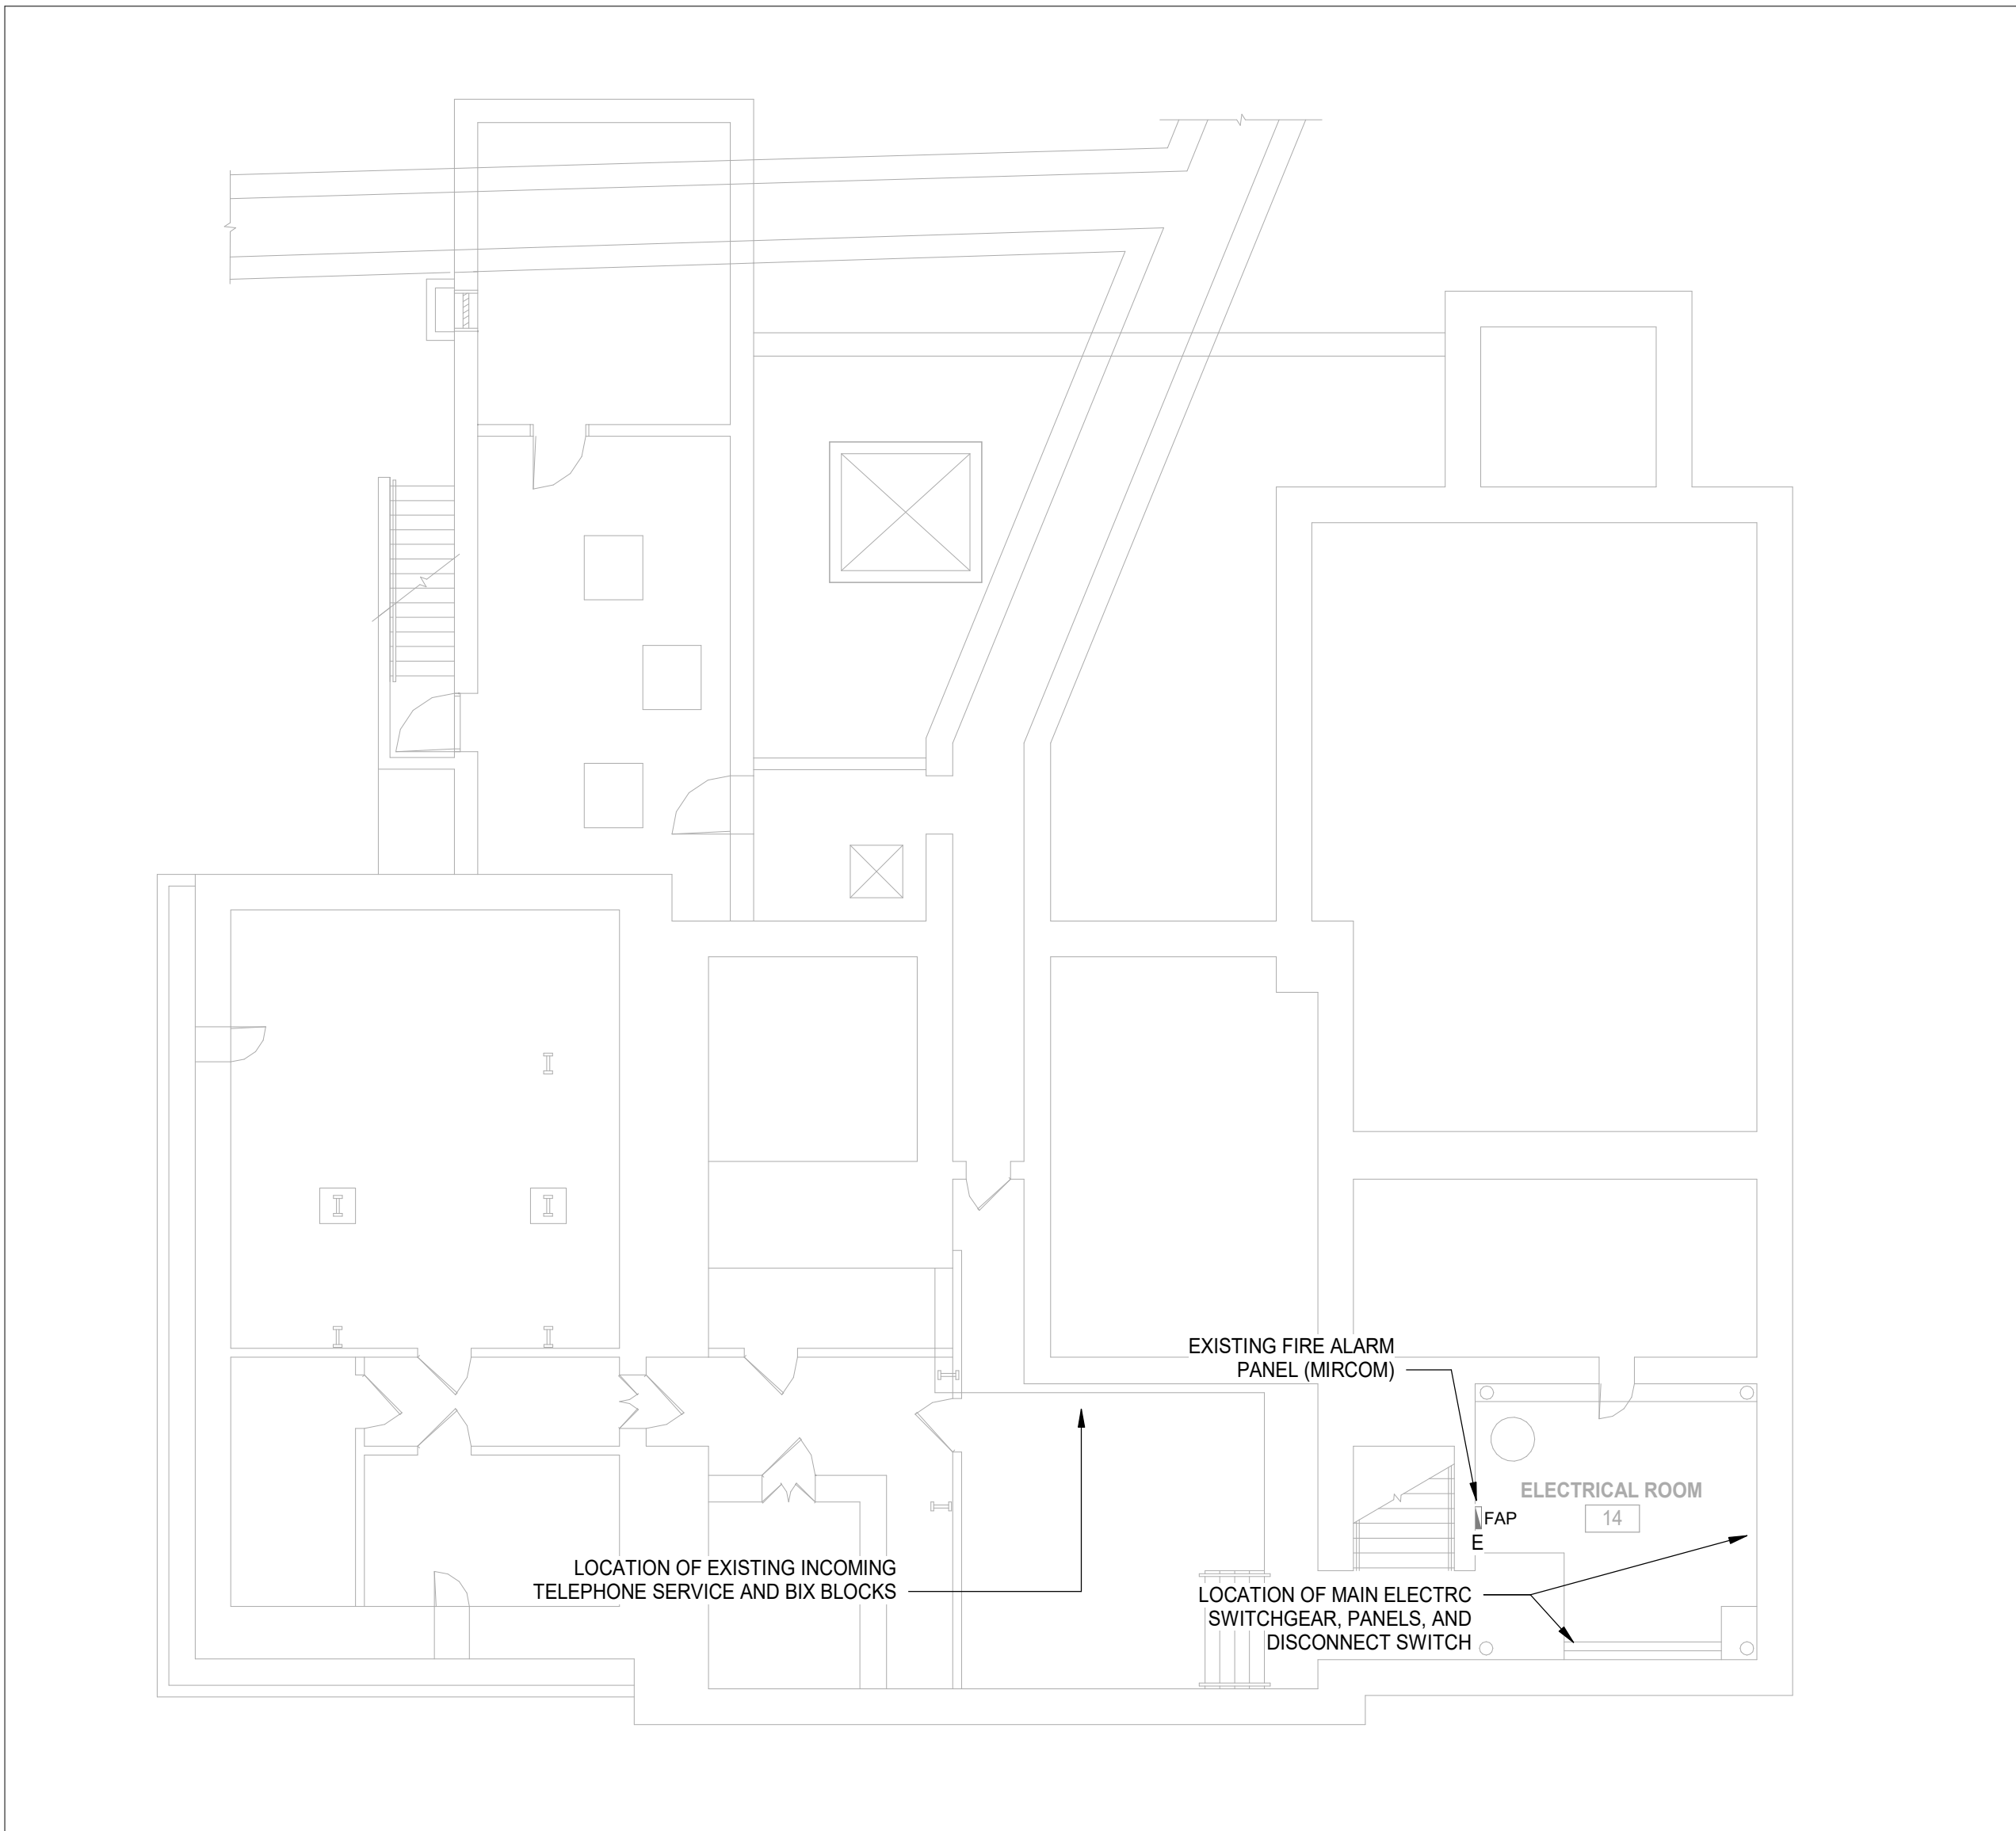 EXISTING FIRE ALARM
PANEL (MIRCOM)
ELECTRICAL ROOM
14
FAP
E
LOCATION OF EXISTING INCOMING
TELEPHONE SERVICE AND BIX BLOCKS
LOCATION OF MAIN ELECTRC
SWITCHGEAR, PANELS, AND
DISCONNECT SWITCH